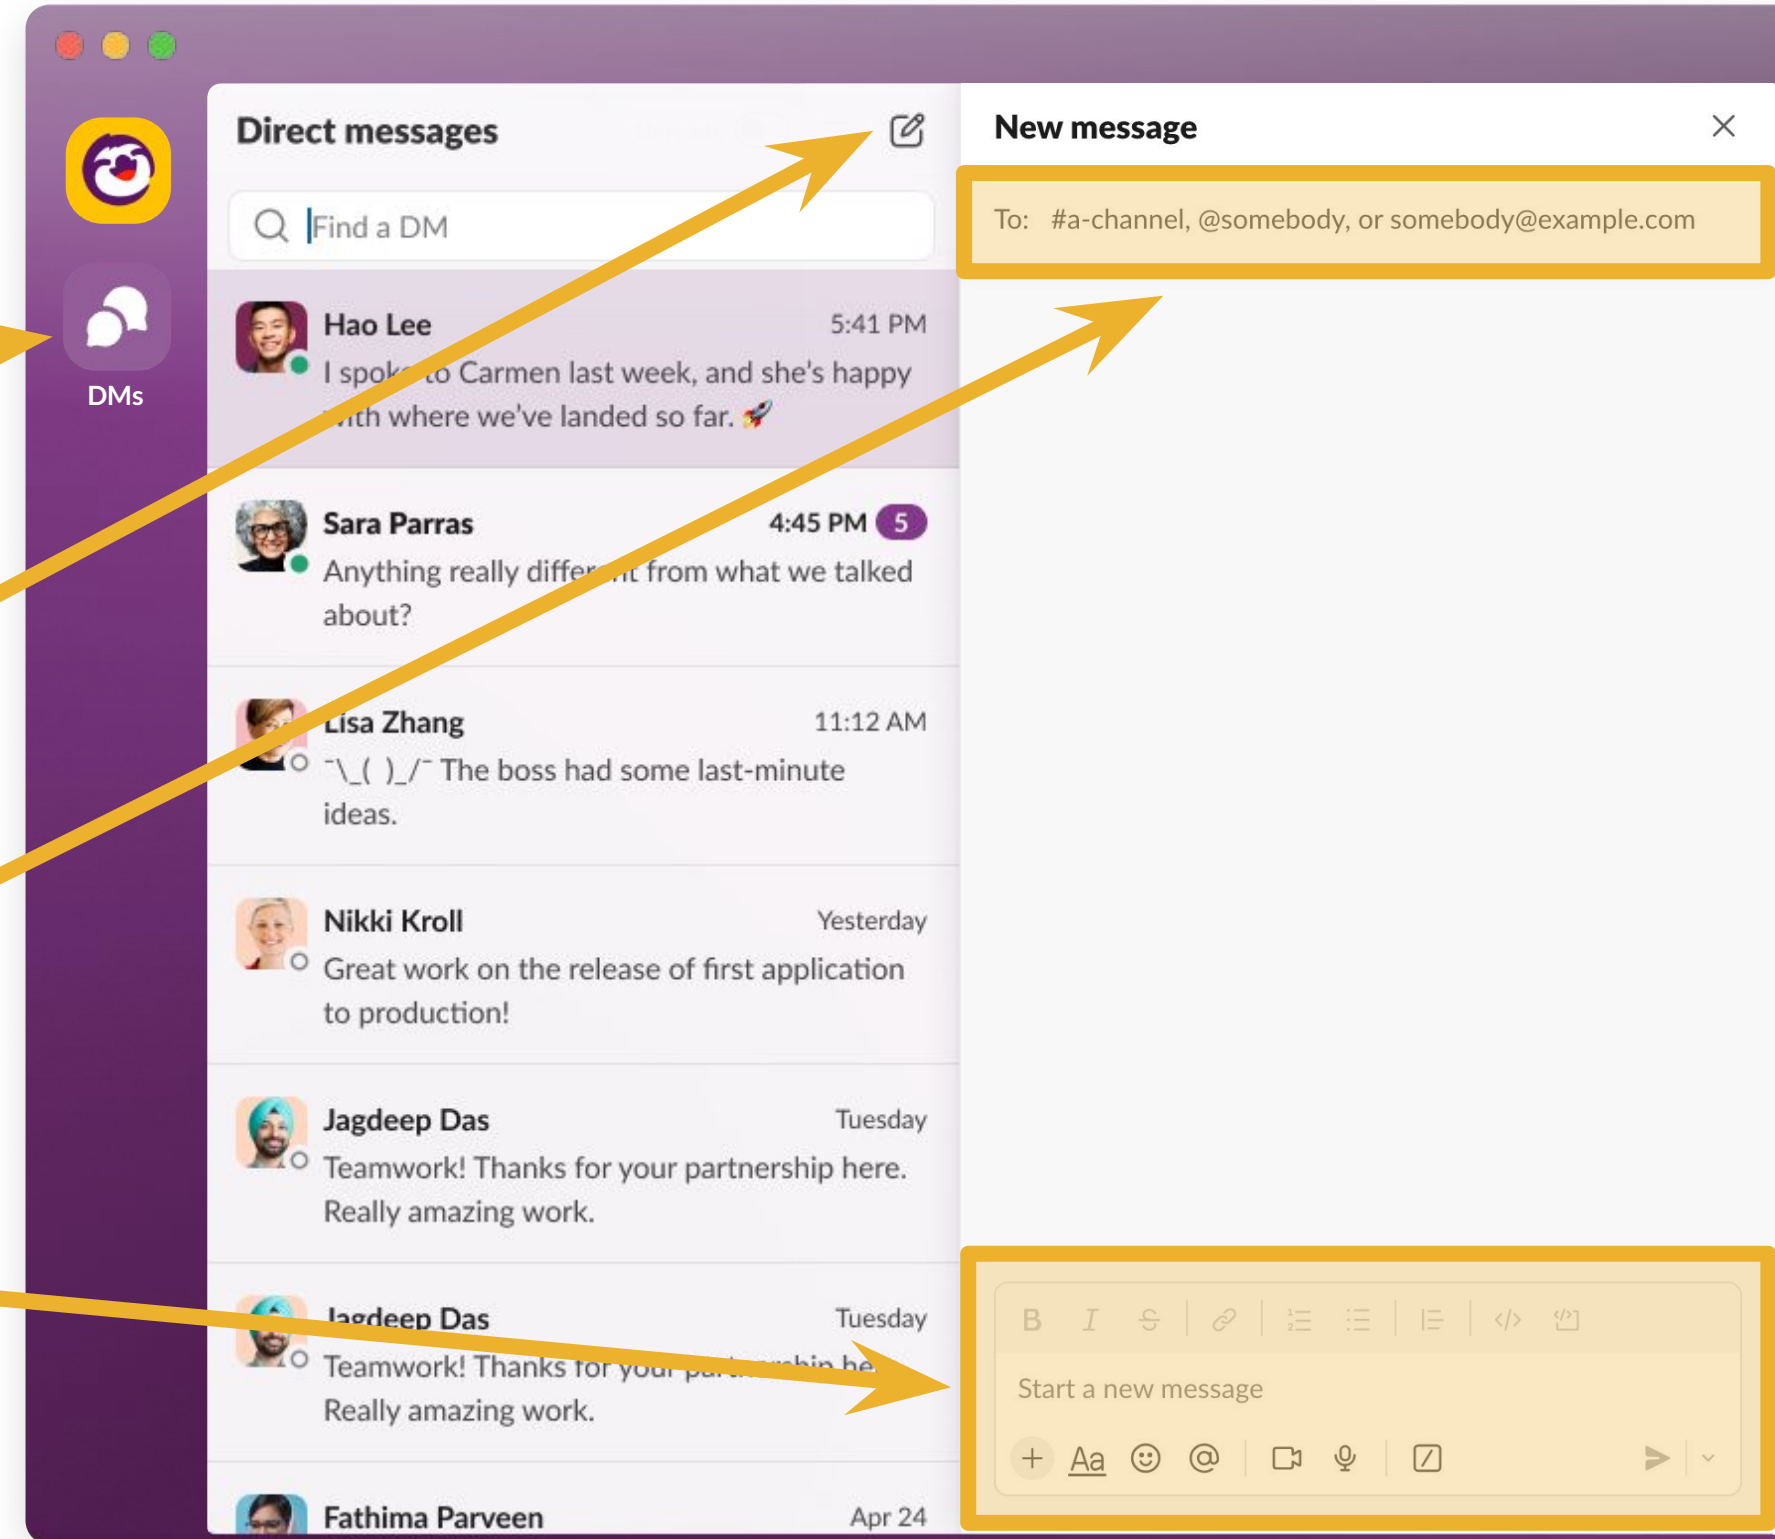 Direct messages
Find a DM
DMs
Hao Lee 5:41 PM
I spoke to Carmen last week, and she's happy
with where we've landed so far. 🚀
Sara Parras 4:45 PM 5
Anything really different from what we talked
about?
Lisa Zhang 11:12 AM
¯\_( )_/¯ The boss had some last-minute
ideas.
Nikki Kroll Yesterday
Great work on the release of first application
to production!
Jagdeep Das Tuesday
Teamwork! Thanks for your partnership here.
Really amazing work.
Jagdeep Das Tuesday
Teamwork! Thanks for your partnership here.
Really amazing work.
Fathima Parveen Apr 24
New message
To: #a-channel, @somebody, or somebody@example.com
B I S
Start a new message
Aa